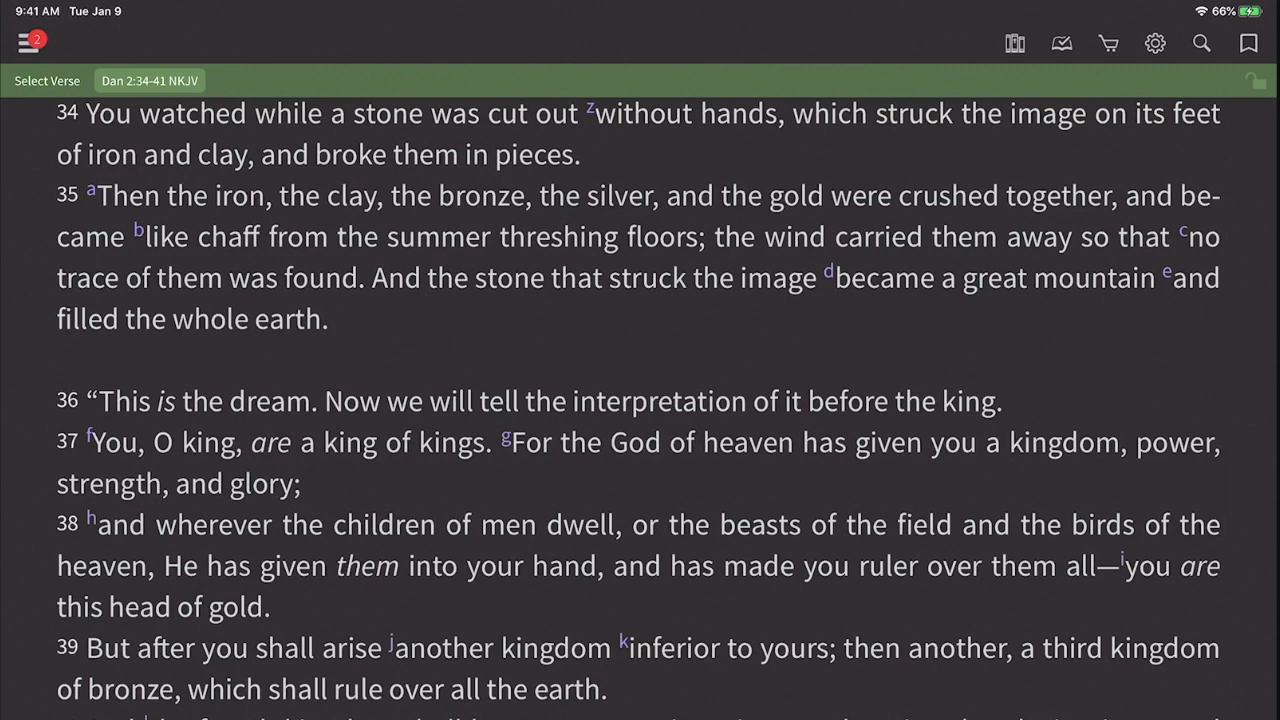 9:41 AM Tue Jan 9 66%
2
Select Verse Dan 2:34-41 NKJV
34 You watched while a stone was cut out zwithout hands, which struck the image on its feet
of iron and clay, and broke them in pieces.
35 aThen the iron, the clay, the bronze, the silver, and the gold were crushed together, and be-
came blike chaff from the summer threshing floors; the wind carried them away so that cno
trace of them was found. And the stone that struck the image dbecame a great mountain eand
filled the whole earth.
36 “This is the dream. Now we will tell the interpretation of it before the king.
37 fYou, O king, are a king of kings. gFor the God of heaven has given you a kingdom, power,
strength, and glory;
38 hand wherever the children of men dwell, or the beasts of the field and the birds of the
heaven, He has given them into your hand, and has made you ruler over them all—iyou are
this head of gold.
39 But after you shall arise janother kingdom kinferior to yours; then another, a third kingdom
of bronze, which shall rule over all the earth.